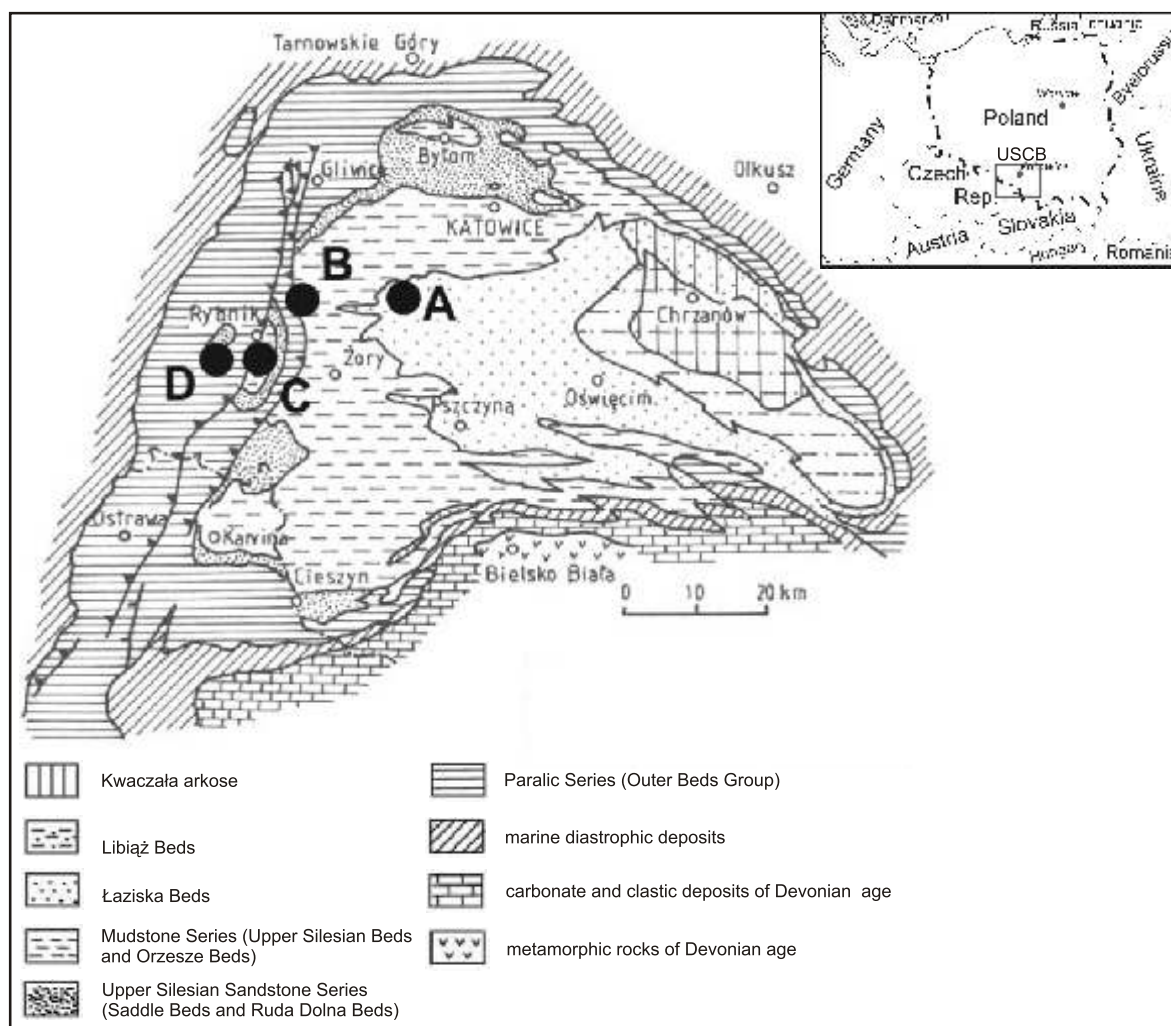 Tarnowskie Góry
Bytom
Gliwice
Olkusz
KATOWICE
B
A
Rybnik
Chrzanów
D
C
Żory
Oświęcim
Pszczyna
Ostrawa
Karvina
Cieszyn
Bielsko Biała
0 10 20 km
Poland
Germany
USCB
Czech
Rep
Slovakia
Austria
Hungary
Romania
Ukraine
Kwaczała arkose
Libiąż Beds
Łaziska Beds
Mudstone Series (Upper Silesian Beds
and Orzesze Beds)
Upper Silesian Sandstone Series
(Saddle Beds and Ruda Dolna Beds)
Paralic Series (Outer Beds Group)
marine diastrophic deposits
carbonate and clastic deposits of Devonian age
metamorphic rocks of Devonian age